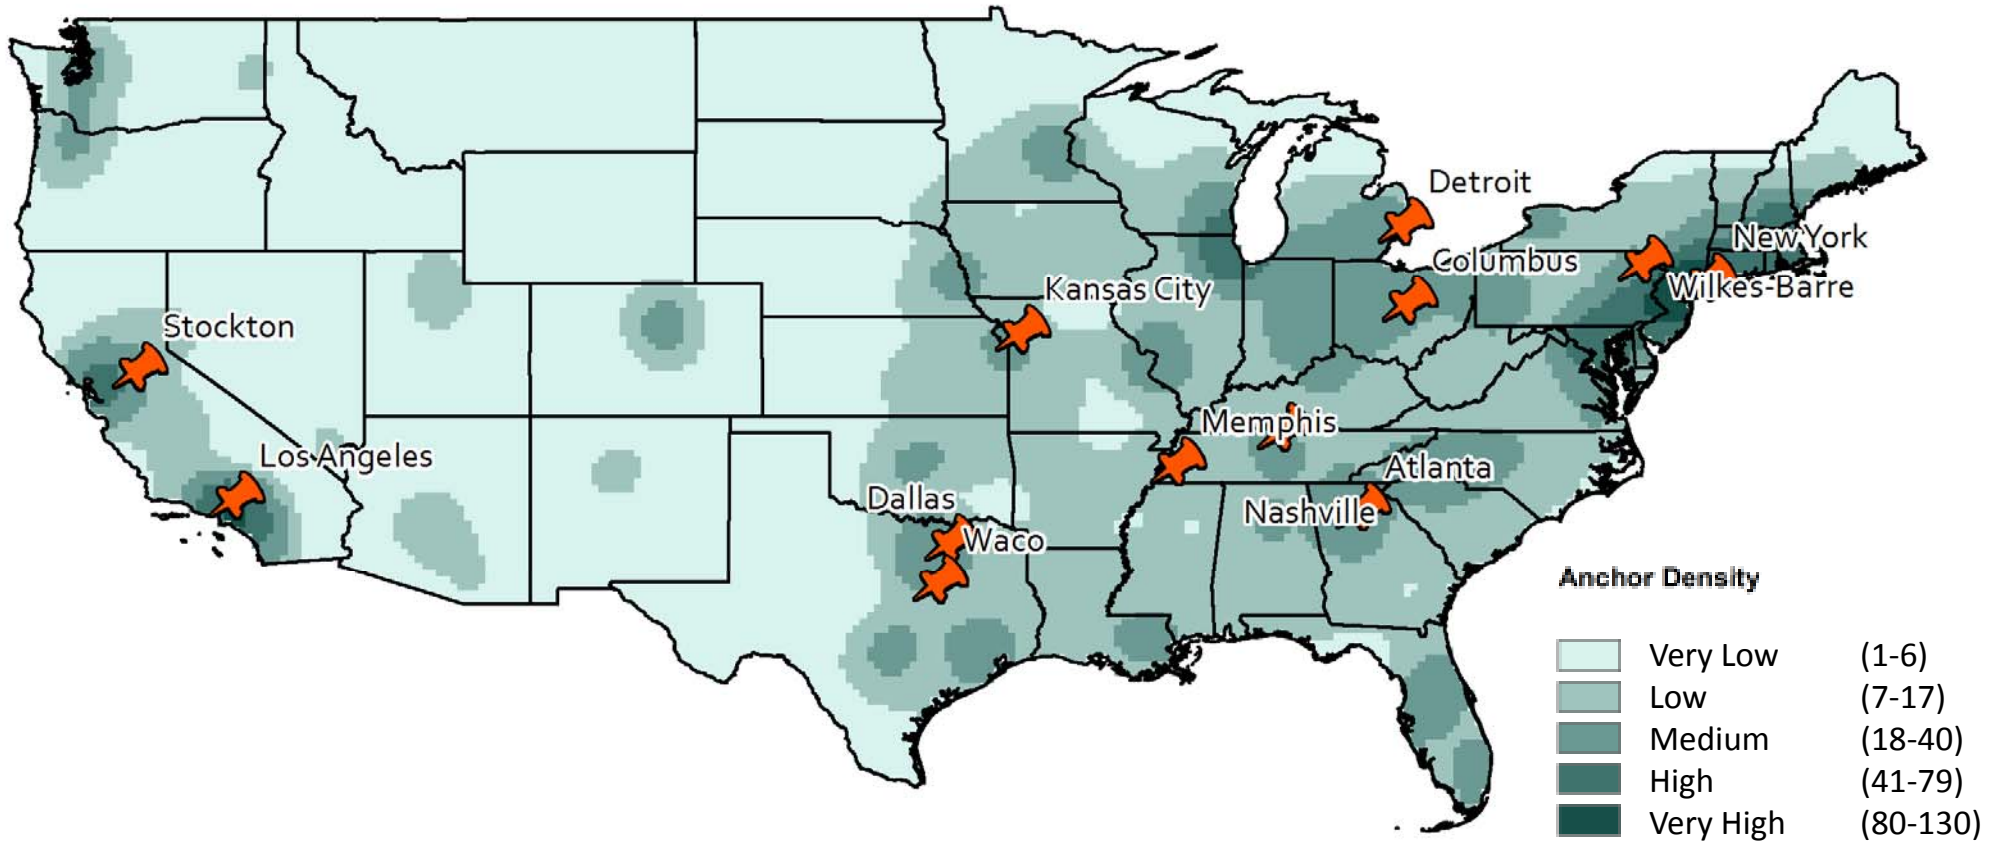 Detroit
New York
Columbus
Wilkes-Barre
Kansas City
Stockton
Memphis
Los Angeles
Atlanta
Dallas
Nashville
Waco
Anchor Density
Very Low (1-6)
Low (7-17)
Medium (18-40)
High (41-79)
Very High (80-130)